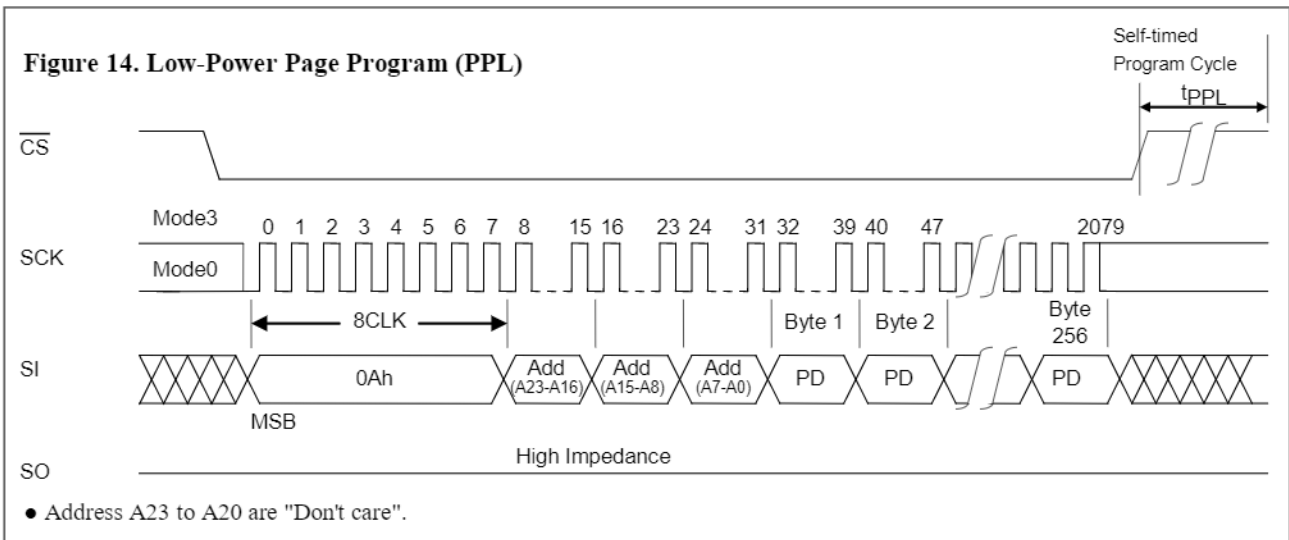 Self-timed
Program Cycle
Figure 14. Low-Power Page Program (PPL)
tPPL
CS
Mode3
0 1 2 3 4 5 6 7 8 15 16 23 24 31 32 39 40 47 2079
SCK
Mode0
8CLK Byte 1 Byte 2 Byte
256
SI
0Ah Add Add Add PD PD PD
(A23-A16) (A15-A8) (A7-A0)
MSB
High Impedance
SO
● Address A23 to A20 are "Don't care".